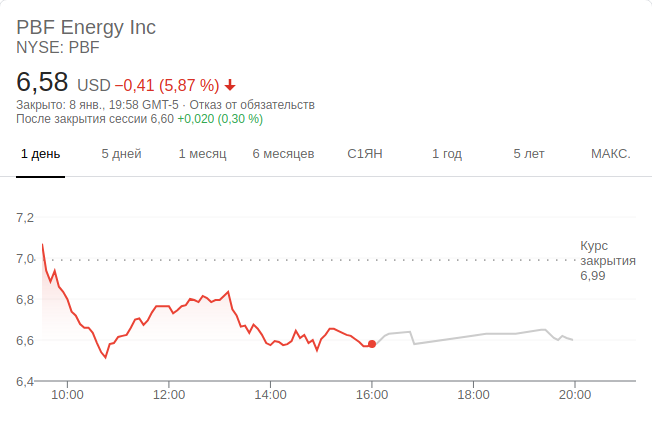 PBF Energy Inc
NYSE: PBF
6,58 USD −0,41 (5,87 %) ↓
Закрыто: 8 янв., 19:58 GMT-5 · Отказ от обязательств
После закрытия сессии 6,60 +0,020 (0,30 %)
1 день 5 дней 1 месяц 6 месяцев С1ЯН 1 год 5 лет МАКС.
7,2
Курс
7,0 закрытия
6,99
6,8
6,6
6,4
10:00 12:00 14:00 16:00 18:00 20:00